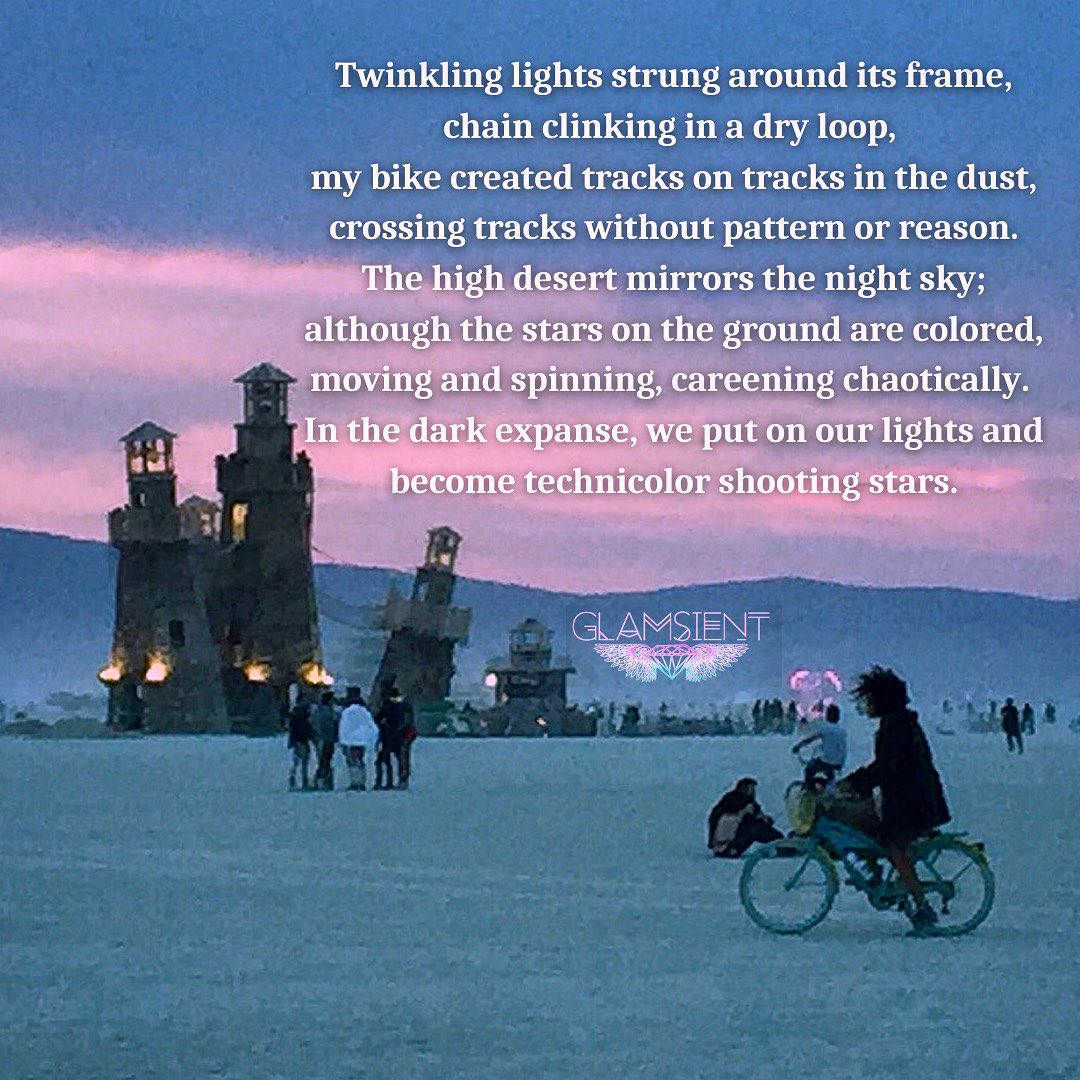 Twinkling lights strung around its frame,
chain clinking in a dry loop,
my bike created tracks on tracks in the dust,
crossing tracks without pattern or reason.
The high desert mirrors the night sky;
although the stars on the ground are colored,
moving and spinning, careening chaotically.
In the dark expanse, we put on our lights and
become technicolor shooting stars.
GLAMSIENT